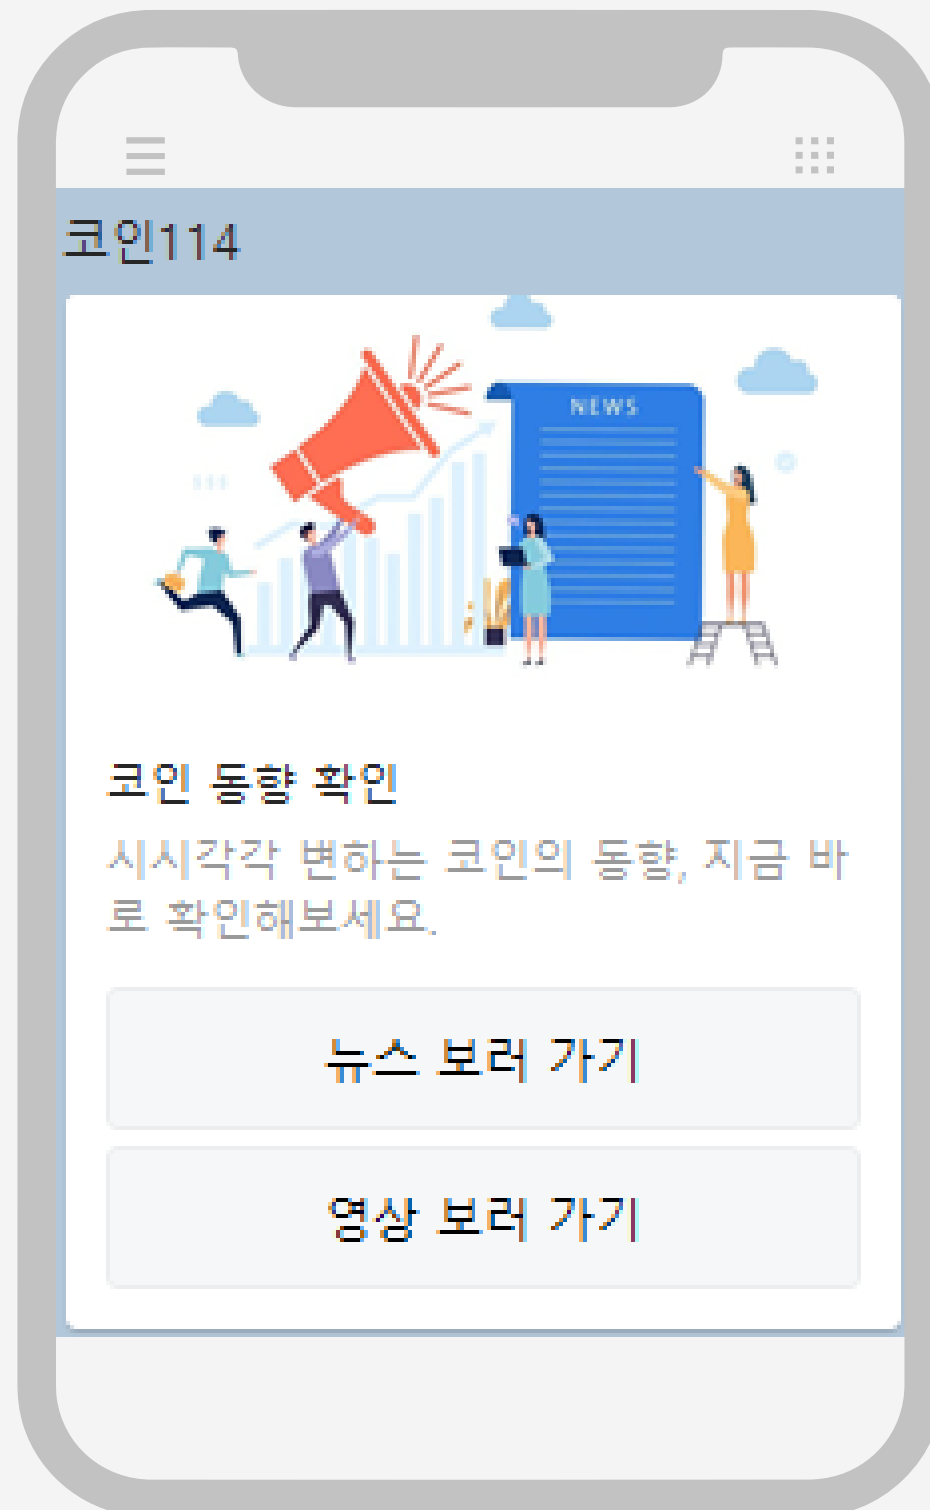 코인114
NEWS
코인 동향 확인
시시각각 변하는 코인의 동향, 지금 바
로 확인해보세요.
뉴스 보러 가기
영상 보러 가기